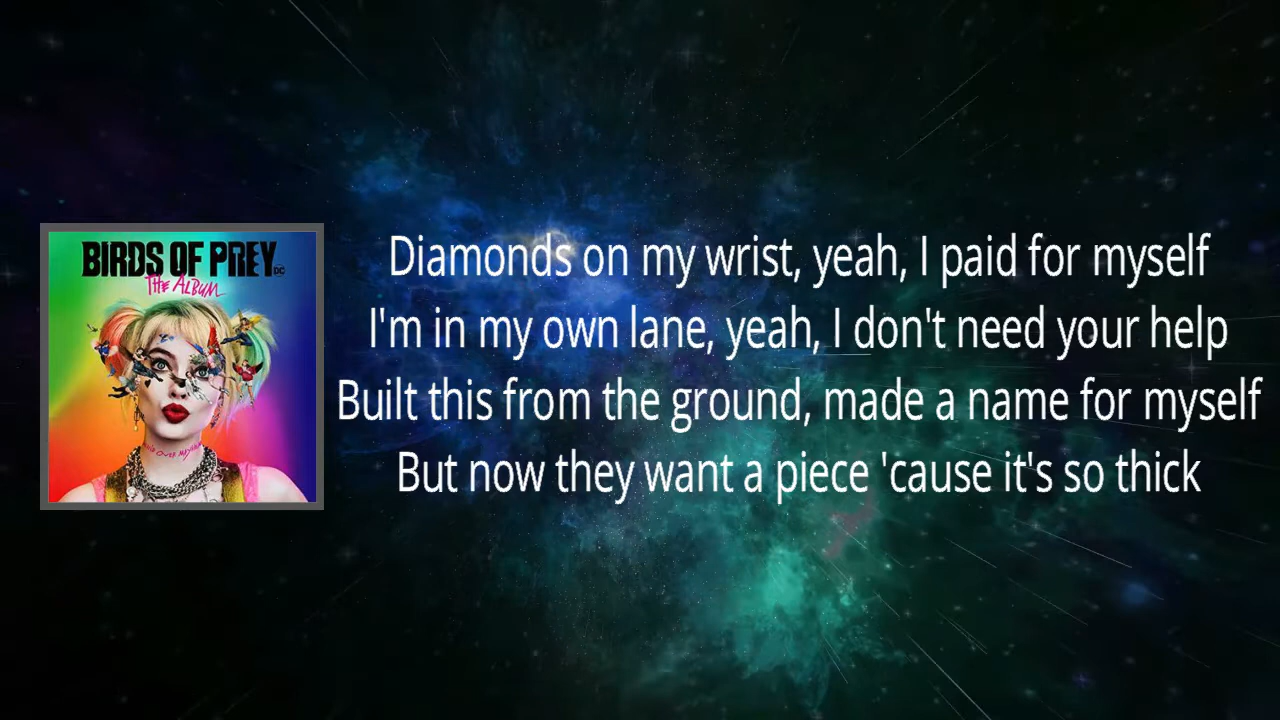 BIRDS OF PREY
DC
THE ALBUM
Diamonds on my wrist, yeah, I paid for myself
I'm in my own lane, yeah, I don't need your help
Built this from the ground, made a name for myself
But now they want a piece 'cause it's so thick